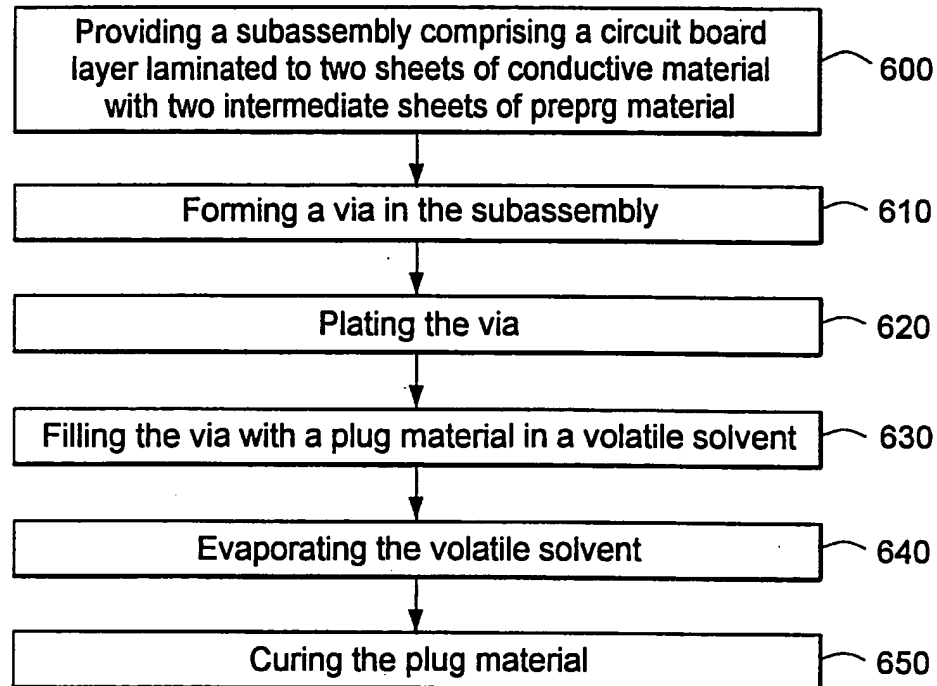 Providing a subassembly comprising a circuit board
layer laminated to two sheets of conductive material
with two intermediate sheets of preprg material
600
Forming a via in the subassembly
610
Plating the via
620
Filling the via with a plug material in a volatile solvent
630
Evaporating the volatile solvent
640
Curing the plug material
650